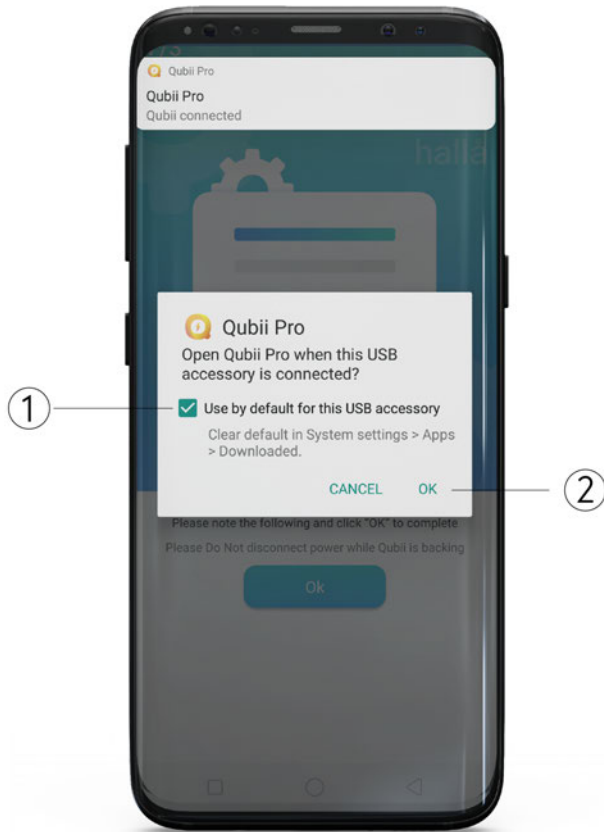 Qubii Pro
Qubii Pro
Qubii connected
halla
Qubii Pro
Open Qubii Pro when this USB
accessory is connected?
1
Use by default for this USB accessory
Clear default in System settings > Apps
> Downloaded.
CANCEL OK
2
Please note the following and click "OK" to complete
Please Do Not disconnect power while Qubii is backing
Ok